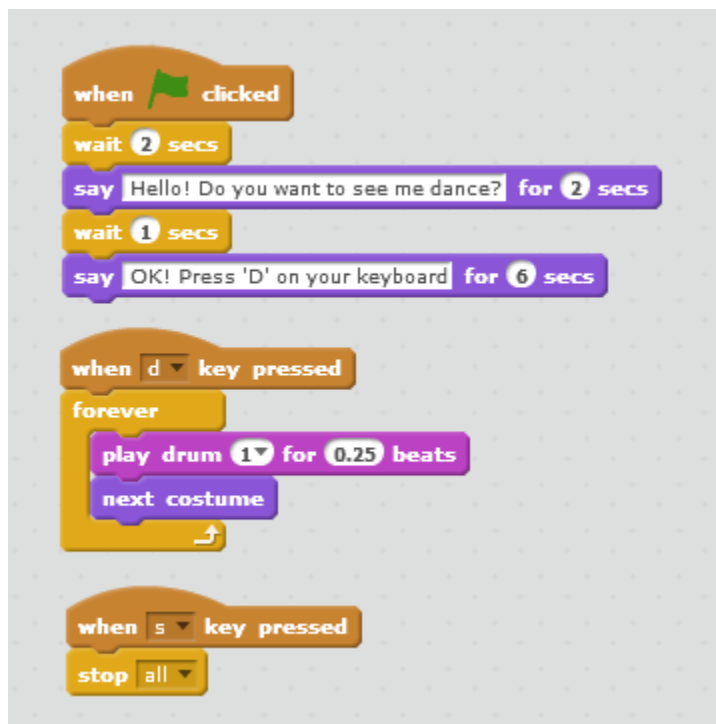 when clicked
wait 2 secs
say Hello! Do you want to see me dance? for 2 secs
wait 1 secs
say OK! Press 'D' on your keyboard for 6 secs
when d key pressed
forever
play drum 1 for 0.25 beats
next costume
when s key pressed
stop all